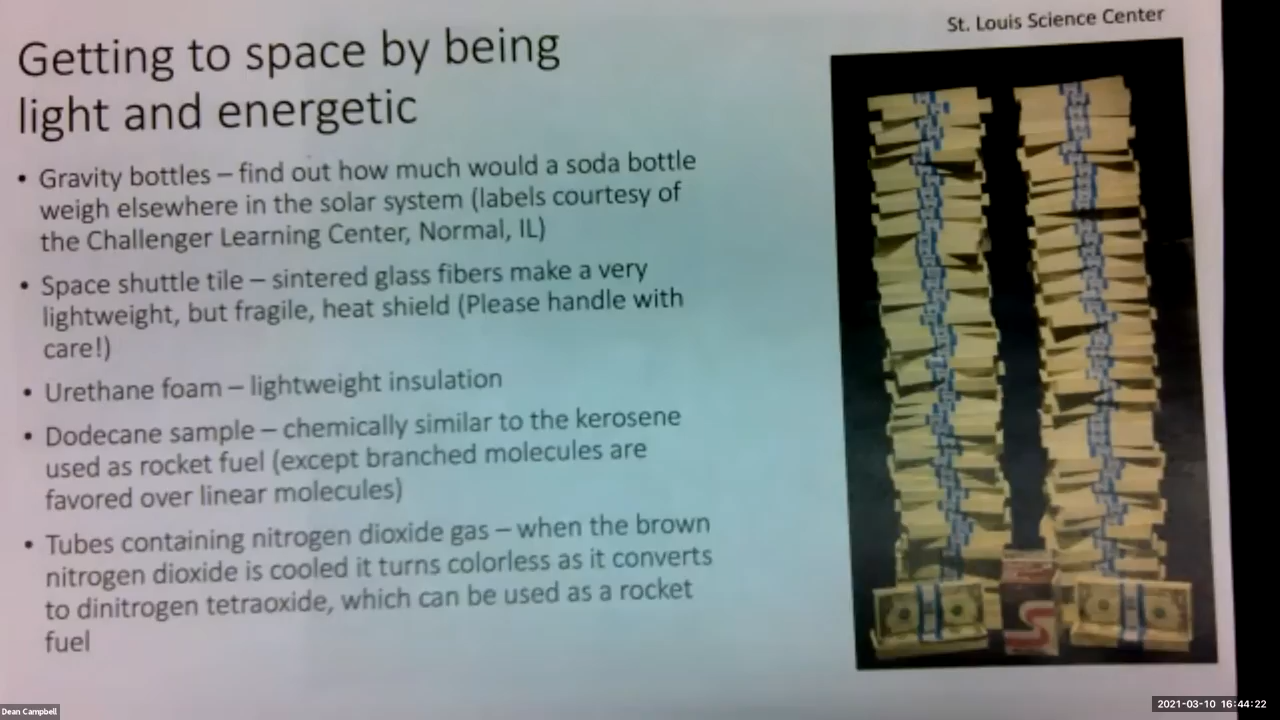 St. Louis Science Center
Getting to space by being
light and energetic
• Gravity bottles – find out how much would a soda bottle
weigh elsewhere in the solar system (labels courtesy of
the Challenger Learning Center, Normal, IL)
• Space shuttle tile – sintered glass fibers make a very
lightweight, but fragile, heat shield (Please handle with
care!)
• Urethane foam – lightweight insulation
• Dodecane sample – chemically similar to the kerosene
used as rocket fuel (except branched molecules are
favored over linear molecules)
• Tubes containing nitrogen dioxide gas – when the brown
nitrogen dioxide is cooled it turns colorless as it converts
to dinitrogen tetraoxide, which can be used as a rocket
fuel
Dean Campbell
2021-03-10 16:44:22